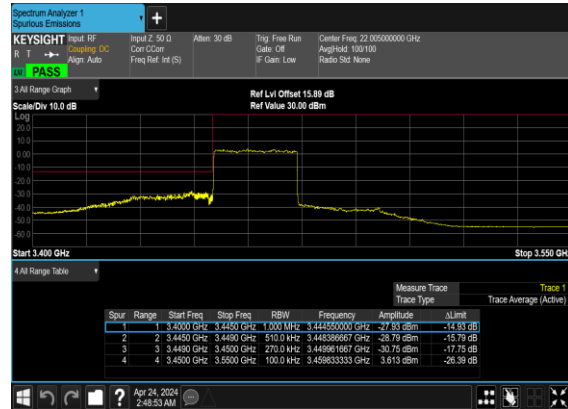 Spectrum Analyzer 1
Spurious Emissions
+
KEYSIGHT Input: RF Input Z: 50 Ω Atten: 30 dB Trig: Free Run Center Freq: 22.005000000 GHz
R T Coupling: DC Corr CCorr Gate: Off Avg|Hold: 100/100
Align: Auto Freq Ref: Int (S) IF Gain: Low Radio Std: None
PASS
3 All Range Graph
Ref Lvl Offset 15.89 dB
Scale/Div 10.0 dB Ref Value 30.00 dBm
Log
20.0
10.0
0.00
-10.0
-20.0
-30.0
-40.0
-50.0
-60.0
Start 3.400 GHz Stop 3.550 GHz
4 All Range Table
Measure Trace Trace 1
Trace Type Trace Average (Active)
Spur Range Start Freq Stop Freq RBW Frequency Amplitude ΔLimit
1 1 3.4000 GHz 3.4450 GHz 1.000 MHz 3.444550000 GHz -27.93 dBm -14.93 dB
2 2 3.4450 GHz 3.4490 GHz 510.0 kHz 3.448386667 GHz -28.79 dBm -15.79 dB
3 3 3.4490 GHz 3.4500 GHz 270.0 kHz 3.449961667 GHz -30.75 dBm -17.75 dB
4 4 3.4500 GHz 3.5500 GHz 100.0 kHz 3.459833333 GHz 3.613 dBm -26.39 dB
? Apr 24, 2024
2:48:53 AM